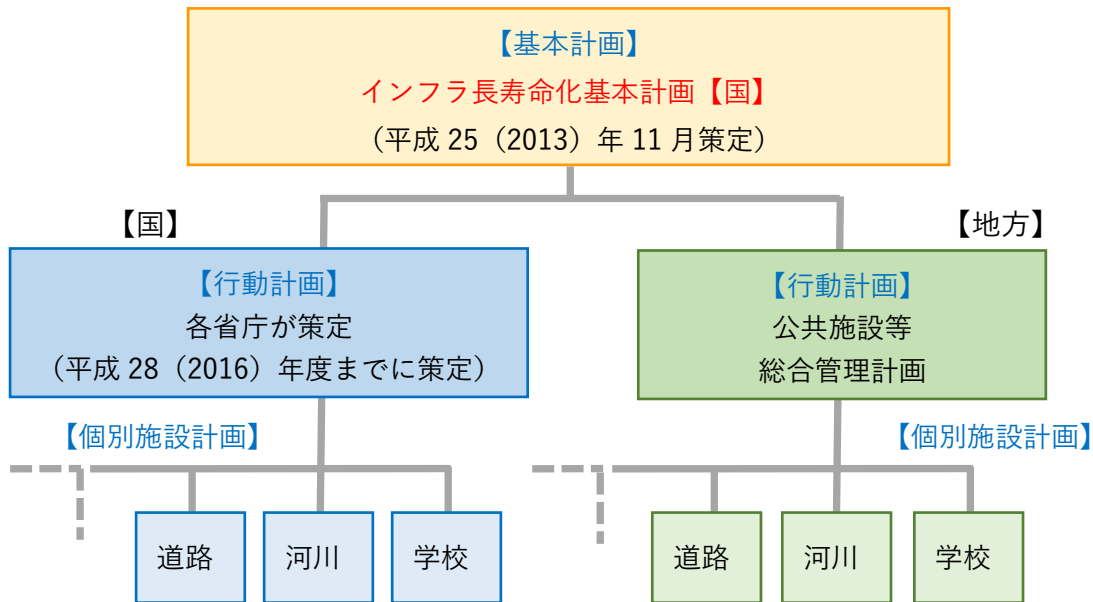 【基本計画】
インフラ長寿命化基本計画【国】
（平成 25（2013）年 11 月策定）
【国】
【地方】
【行動計画】
各省庁が策定
（平成 28（2016）年度までに策定）
【行動計画】
公共施設等
総合管理計画
【個別施設計画】
【個別施設計画】
道路
河川
学校
道路
河川
学校